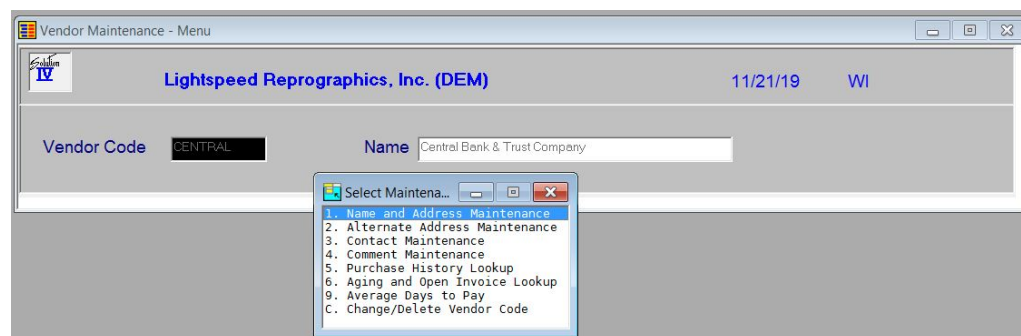 Vendor Maintenance - Menu
Solution
IV
Lightspeed Reprographics, Inc. (DEM) 11/21/19 WI
Vendor Code CENTRAL Name Central Bank & Trust Company
Select Maintena...
1. Name and Address Maintenance
2. Alternate Address Maintenance
3. Contact Maintenance
4. Comment Maintenance
5. Purchase History Lookup
6. Aging and Open Invoice Lookup
9. Average Days to Pay
C. Change/Delete Vendor Code